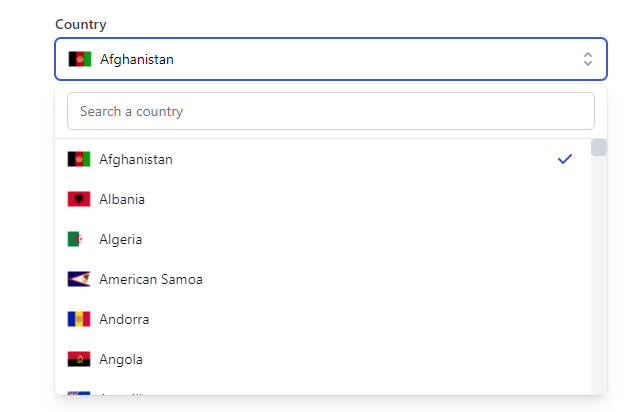 Country
Afghanistan
Search a country
Afghanistan
Albania
Algeria
American Samoa
Andorra
Angola